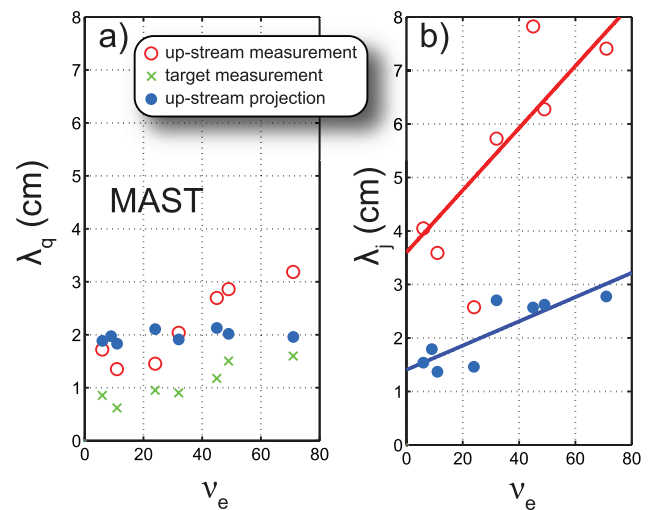 a)
up-stream measurement
target measurement
up-stream projection
MAST
λq (cm)
8
7
6
5
4
3
2
1
0
0 20 40 60 80
νe
b)
λj (cm)
8
7
6
5
4
3
2
1
0
0 20 40 60 80
νe